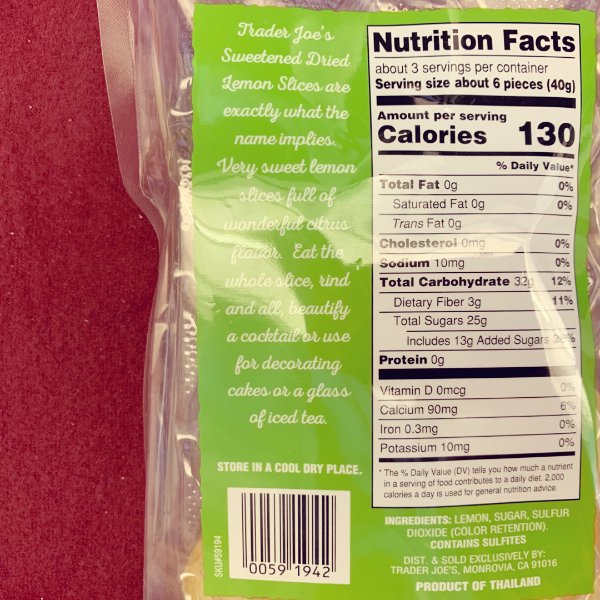 Trader Joe's
Sweetened Dried
Lemon Slices are
exactly what the
name implies.
Very sweet lemon
slices full of
wonderful citrus
flavor. Eat the
whole slice, rind
and all, beautify
a cocktail or use
for decorating
cakes or a glass
of iced tea.
STORE IN A COOL DRY PLACE.
SKU#59194
0059 1942
Nutrition Facts
about 3 servings per container
Serving size about 6 pieces (40g)
Amount per serving
Calories 130
% Daily Value*
Total Fat 0g 0%
Saturated Fat 0g 0%
Trans Fat 0g
Cholesterol 0mg 0%
Sodium 10mg 0%
Total Carbohydrate 32g 12%
Dietary Fiber 3g 11%
Total Sugars 25g
Includes 13g Added Sugars
Protein 0g
Vitamin D 0mcg 0%
Calcium 90mg 6%
Iron 0.3mg 0%
Potassium 10mg 0%
* The % Daily Value (DV) tells you how much a nutrient
in a serving of food contributes to a daily diet. 2,000
calories a day is used for general nutrition advice.
INGREDIENTS: LEMON, SUGAR, SULFUR
DIOXIDE (COLOR RETENTION).
CONTAINS SULFITES
DIST. & SOLD EXCLUSIVELY BY:
TRADER JOE'S, MONROVIA, CA 91016
PRODUCT OF THAILAND